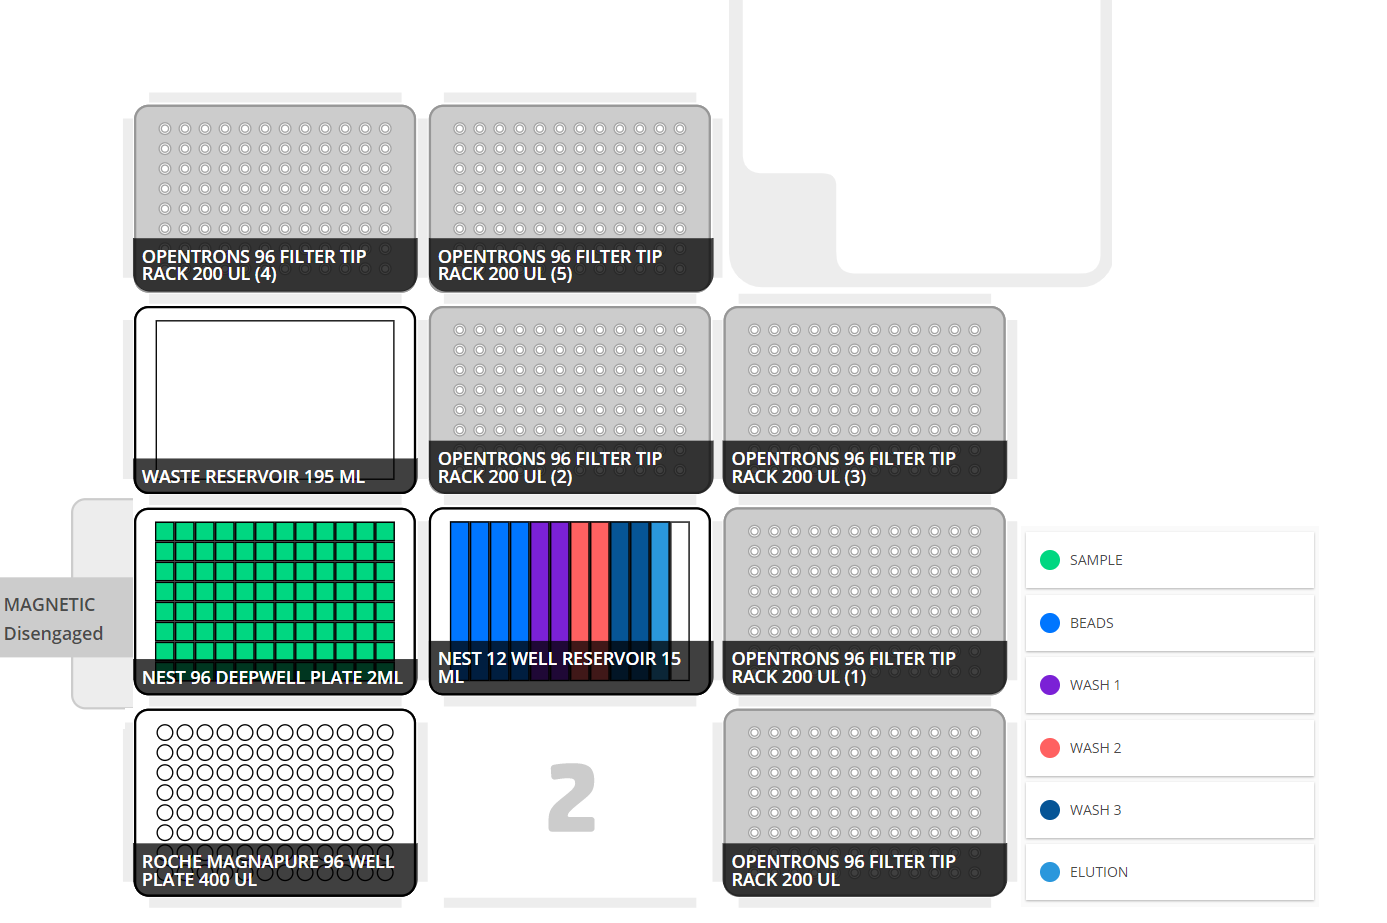 OPENTRONS 96 FILTER TIP
RACK 200 UL (4)
OPENTRONS 96 FILTER TIP
RACK 200 UL (5)
WASTE RESERVOIR 195 ML
OPENTRONS 96 FILTER TIP
RACK 200 UL (2)
OPENTRONS 96 FILTER TIP
RACK 200 UL (3)
MAGNETIC
Disengaged
NEST 96 DEEPWELL PLATE 2ML
NEST 12 WELL RESERVOIR 15
ML
OPENTRONS 96 FILTER TIP
RACK 200 UL (1)
ROCHE MAGNAPURE 96 WELL
PLATE 400 UL
2
OPENTRONS 96 FILTER TIP
RACK 200 UL
SAMPLE
BEADS
WASH 1
WASH 2
WASH 3
ELUTION